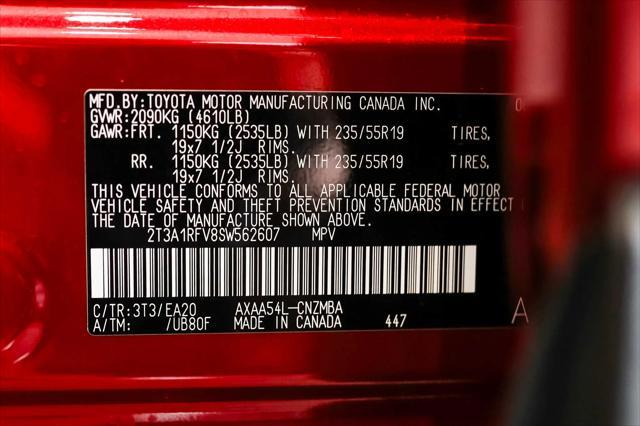 MFD.BY:TOYOTA MOTOR MANUFACTURING CANADA INC.
GVWR:2090KG (4610LB)
GAWR:FRT. 1150KG (2535LB) WITH 235/55R19 TIRES,
19x7 1/2J RIMS.
RR. 1150KG (2535LB) WITH 235/55R19 TIRES,
19x7 1/2J RIMS.
THIS VEHICLE CONFORMS TO ALL APPLICABLE FEDERAL MOTOR
VEHICLE SAFETY AND THEFT PREVENTION STANDARDS IN EFFECT
THE DATE OF MANUFACTURE SHOWN ABOVE.
2T3A1RFV8SW562607 MPV
C/TR:3T3/EA20 AXAA54L-CNZMBA
A/TM: /UB80F MADE IN CANADA 447
A